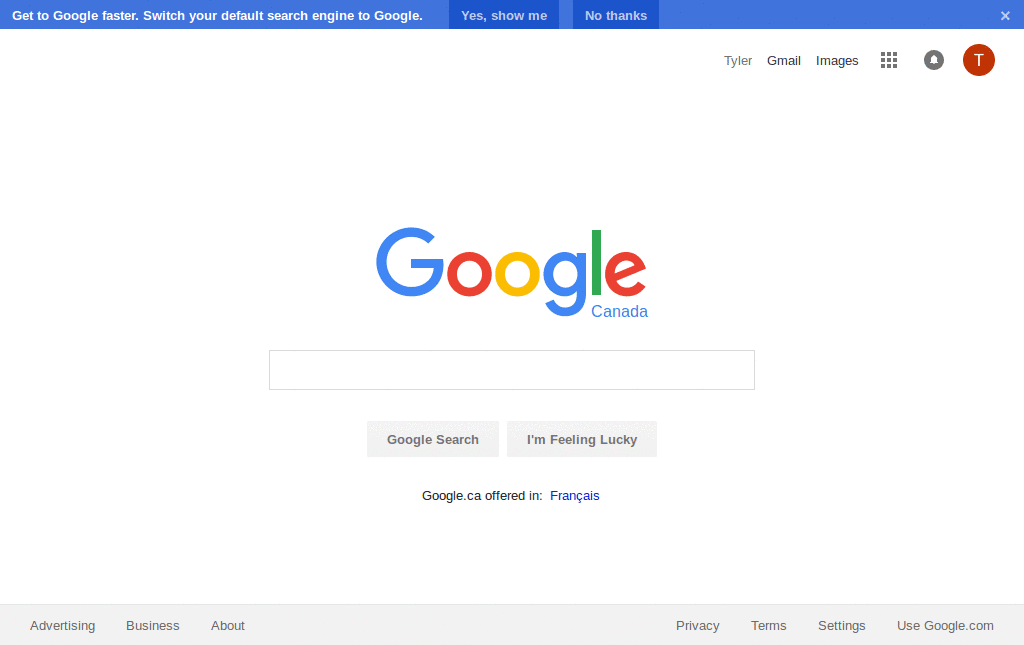 Get to Google faster. Switch your default search engine to Google. Yes, show me No thanks ×
Tyler Gmail Images T
Google
Canada
Google Search I'm Feeling Lucky
Google.ca offered in: Français
Advertising Business About Privacy Terms Settings Use Google.com